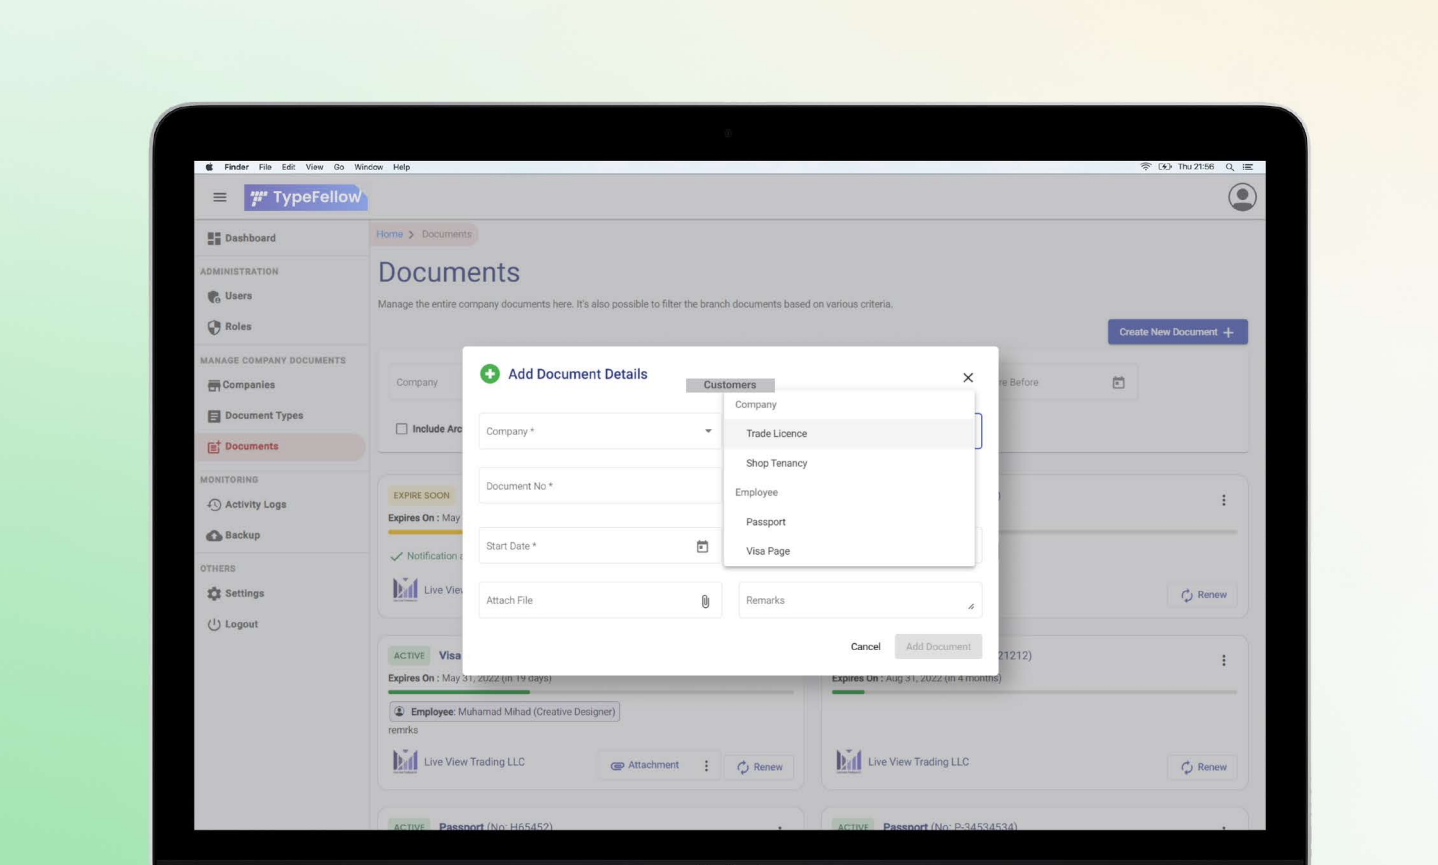 Finder File Edit View Go Window Help
Thu 21:56
TypeFellow
Dashboard
ADMINISTRATION
Users
Roles
MANAGE COMPANY DOCUMENTS
Companies
Document Types
Documents
MONITORING
Activity Logs
Backup
OTHERS
Settings
Logout
Home > Documents
Documents
Manage the entire company documents here. It's also possible to filter the branch documents based on various criteria.
Create New Document +
Company
re Before
Include Arc
Add Document Details
Customers
Company *
Document No *
Start Date *
Attach File
Remarks
Cancel
Add Document
Company
Trade Licence
Shop Tenancy
Employee
Passport
Visa Page
EXPIRE SOON
Expires On : May
Notification
Live View
Renew
ACTIVE Visa
Expires On : May 31, 2022 (in 19 days)
Employee: Muhamad Mihad (Creative Designer)
remrks
Live View Trading LLC
Attachment
Renew
21212)
Expires On : Aug 31, 2022 (in 4 months)
Live View Trading LLC
Renew
ACTIVE Passport (No: H65452)
ACTIVE Passport (No: P-34534534)